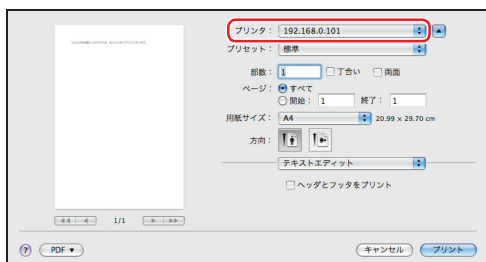 プリンタ： 192.168.0.101
プリセット： 標準
部数： 1 丁合い 両面
ページ： すべて
開始： 1 終了： 1
用紙サイズ： A4 20.99 × 29.70 cm
方向：
テキストエディット
ヘッダとフッタをプリント
1/1
? PDF▼ キャンセル プリント